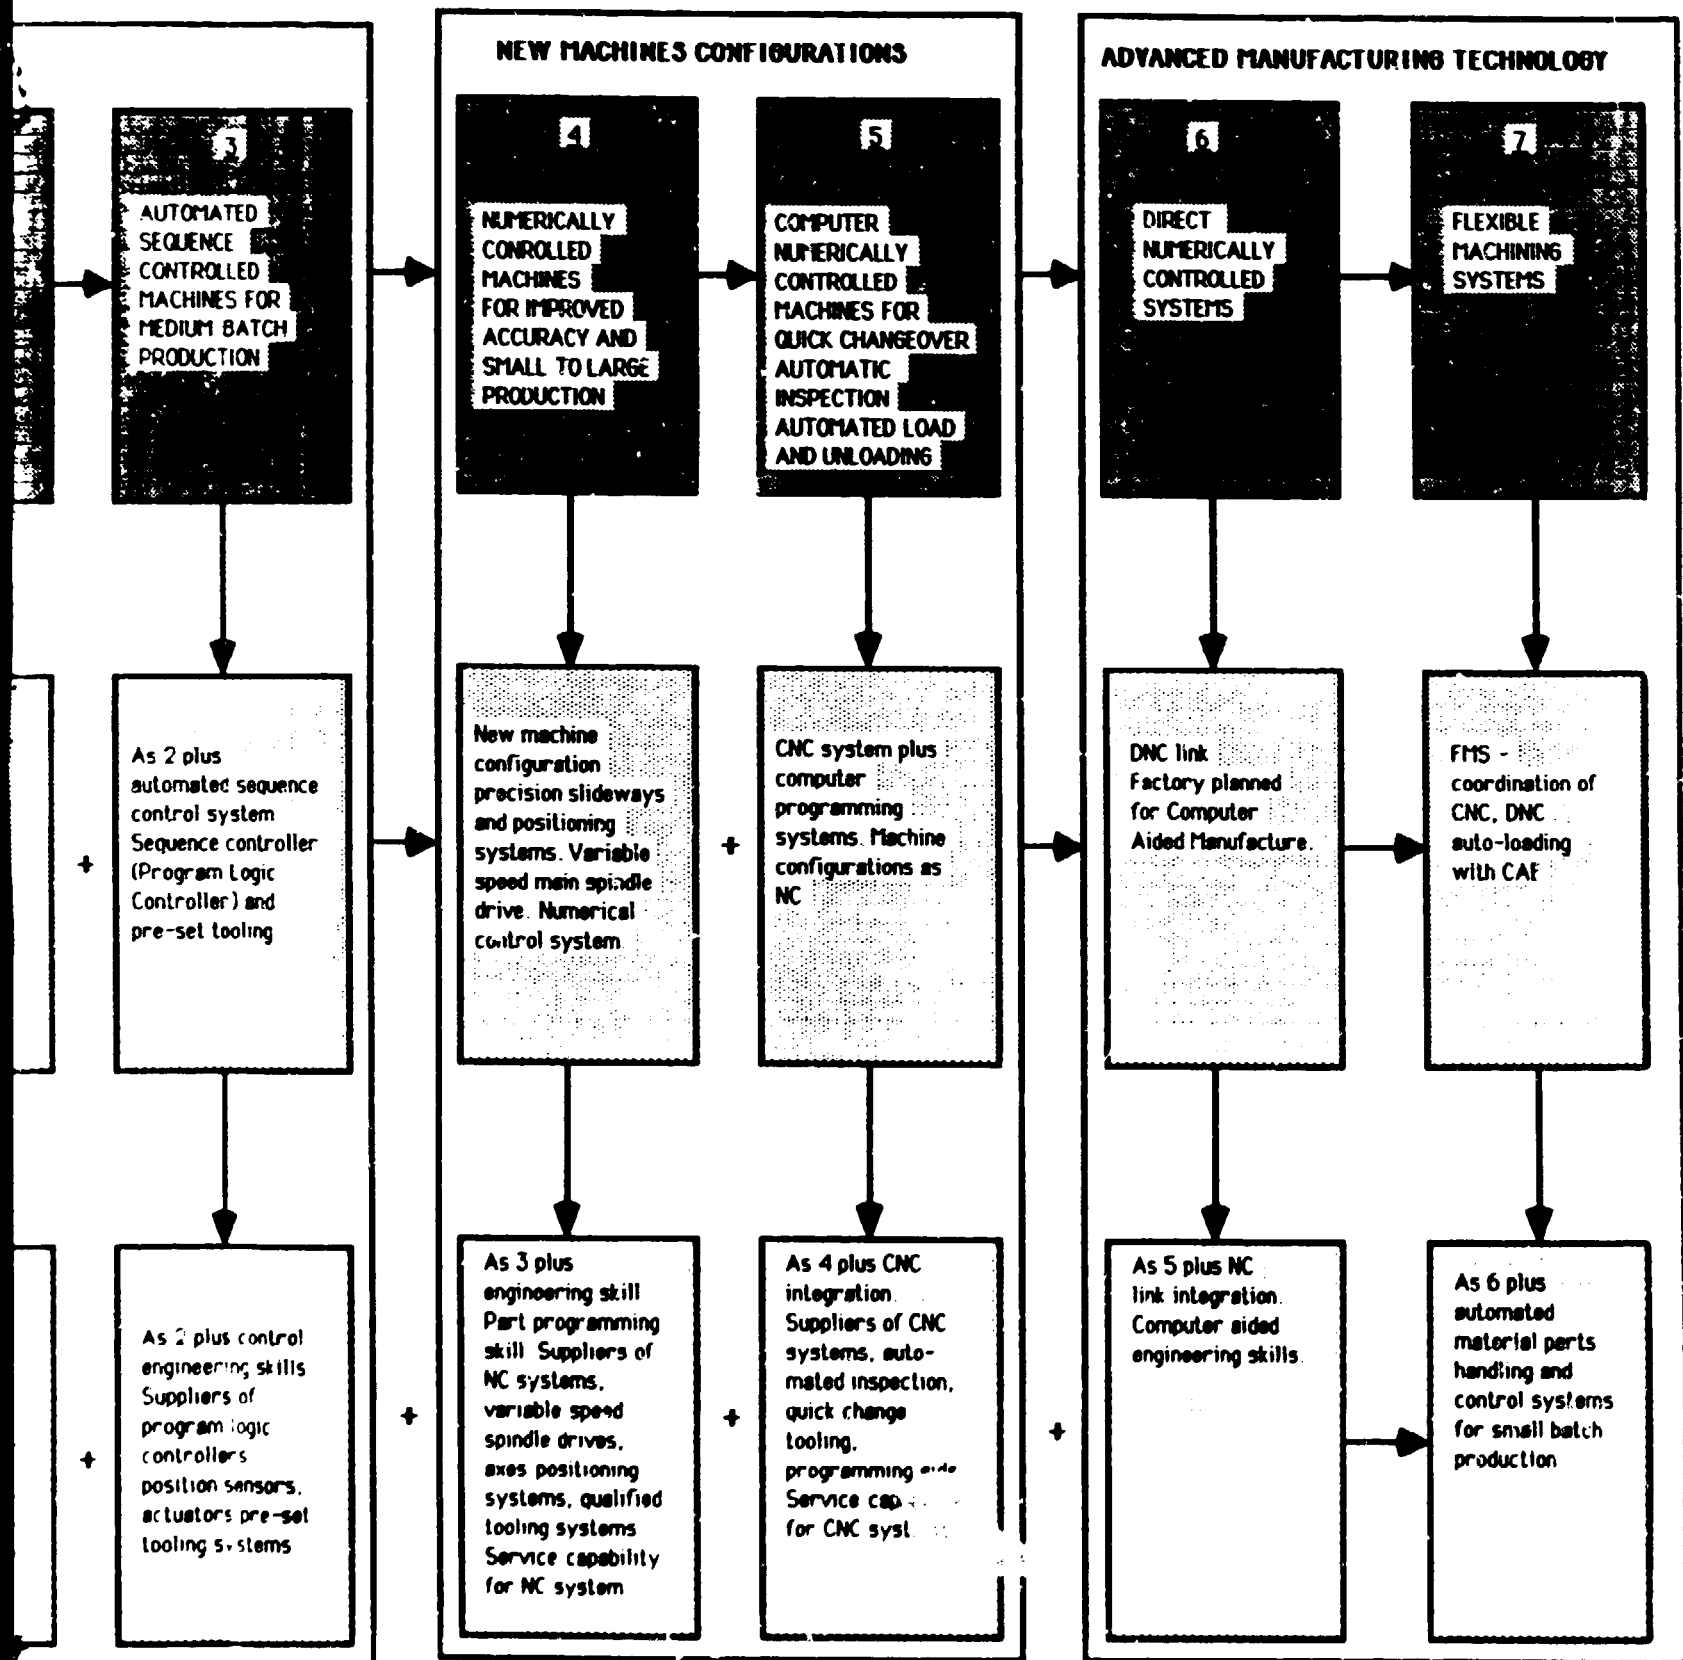 NEW MACHINES CONFIGURATIONS
ADVANCED MANUFACTURING TECHNOLOGY
3
AUTOMATED
SEQUENCE
CONTROLLED
MACHINES FOR
MEDIUM BATCH
PRODUCTION
4
NUMERICALLY
CONROLLED
MACHINES
FOR IMPROVED
ACCURACY AND
SMALL TO LARGE
PRODUCTION
5
COMPUTER
NUMERICALLY
CONTROLLED
MACHINES FOR
QUICK CHANGEOVER
AUTOMATIC
INSPECTION
AUTOMATED LOAD
AND UNLOADING
6
DIRECT
NUMERICALLY
CONTROLLED
SYSTEMS
7
FLEXIBLE
MACHINING
SYSTEMS
+
As 2 plus
automated sequence
control system
Sequence controller
(Program Logic
Controller) and
pre-set tooling
New machine
configuration
precision slideways
and positioning
systems. Variable
speed main spindle
drive. Numerical
control system
+
CNC system plus
computer
programming
systems. Machine
configurations as
NC
DNC link
Factory planned
for Computer
Aided Manufacture.
FMS -
coordination of
CNC, DNC
auto-loading
with CAE
+
As 2 plus control
engineering skills
Suppliers of
program logic
controllers
position sensors,
actuators pre-set
tooling systems
+
As 3 plus
engineering skill
Part programming
skill Suppliers of
NC systems,
variable speed
spindle drives,
axes positioning
systems, qualified
tooling systems
Service capability
for NC system
+
As 4 plus CNC
integration.
Suppliers of CNC
systems, auto-
mated inspection,
quick change
tooling,
programming
Service
for CNC
+
As 5 plus NC
link integration.
Computer aided
engineering skills.
As 6 plus
automated
material parts
handling and
control systems
for small batch
production